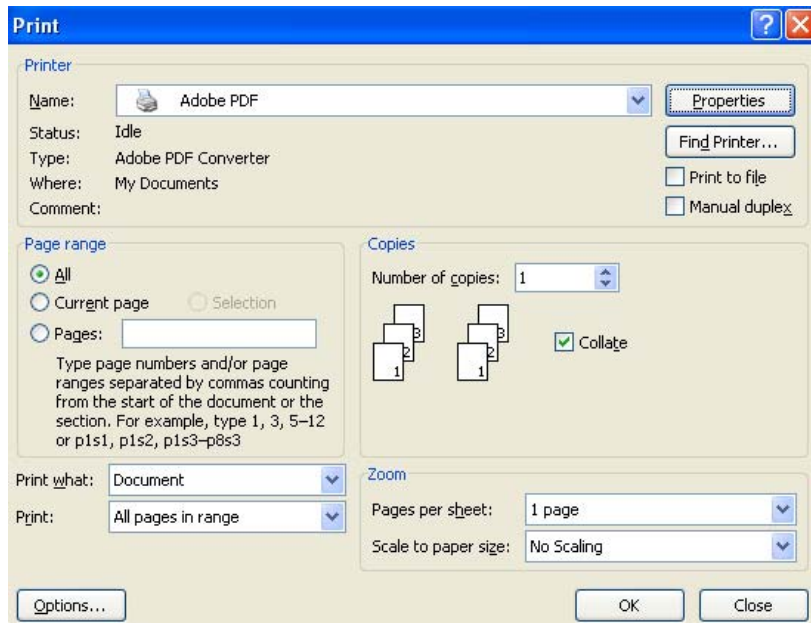 Print
Printer
Name: Adobe PDF
Properties
Status: Idle
Find Printer...
Type: Adobe PDF Converter
Where: My Documents
Print to file
Comment:
Manual duplex
Page range
All
Current page Selection
Pages:
Type page numbers and/or page
ranges separated by commas counting
from the start of the document or the
section. For example, type 1, 3, 5–12
or p1s1, p1s2, p1s3–p8s3
Copies
Number of copies: 1
3 3
2 2
1 1
Collate
Print what: Document
Print: All pages in range
Zoom
Pages per sheet: 1 page
Scale to paper size: No Scaling
Options...
OK
Close